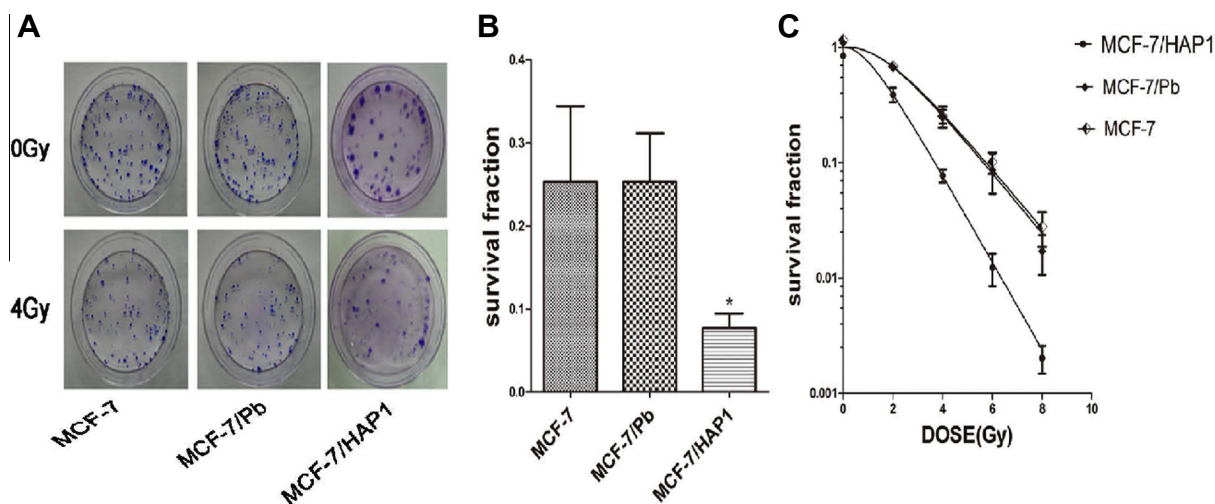 A
0Gy
4Gy
MCF-7
MCF-7/Pb
MCF-7/HAP1
B
survival fraction
0.4
0.3
0.2
0.1
0.0
*
MCF-7
MCF-7/Pb
MCF-7/HAP1
C
survival fraction
1
0.1
0.01
0.001
0 2 4 6 8 10
DOSE(Gy)
MCF-7/HAP1
MCF-7/Pb
MCF-7